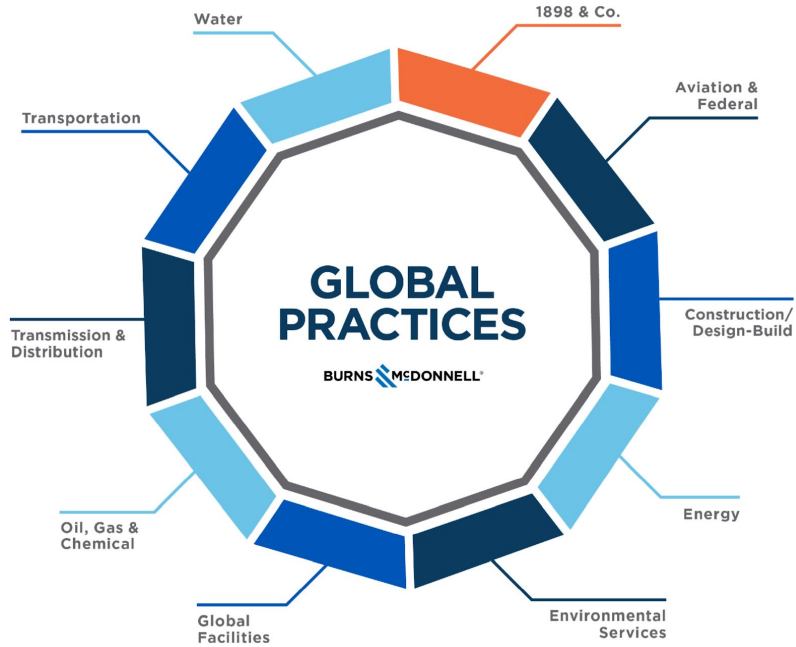 Water
1898 & Co.
Aviation &
Federal
Transportation
GLOBAL
PRACTICES
BURNS McDONNELL®
Construction/
Design-Build
Transmission &
Distribution
Energy
Oil, Gas &
Chemical
Environmental
Services
Global
Facilities